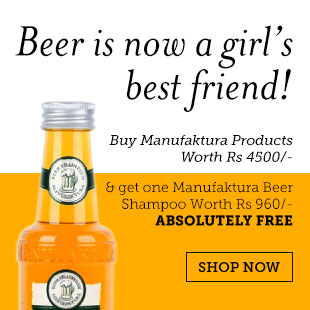 Beer is now a girl's
best friend!
Buy Manufaktura Products
Worth Rs 4500/-
& get one Manufaktura Beer
Shampoo Worth Rs 960/-
ABSOLUTELY FREE
SHOP NOW